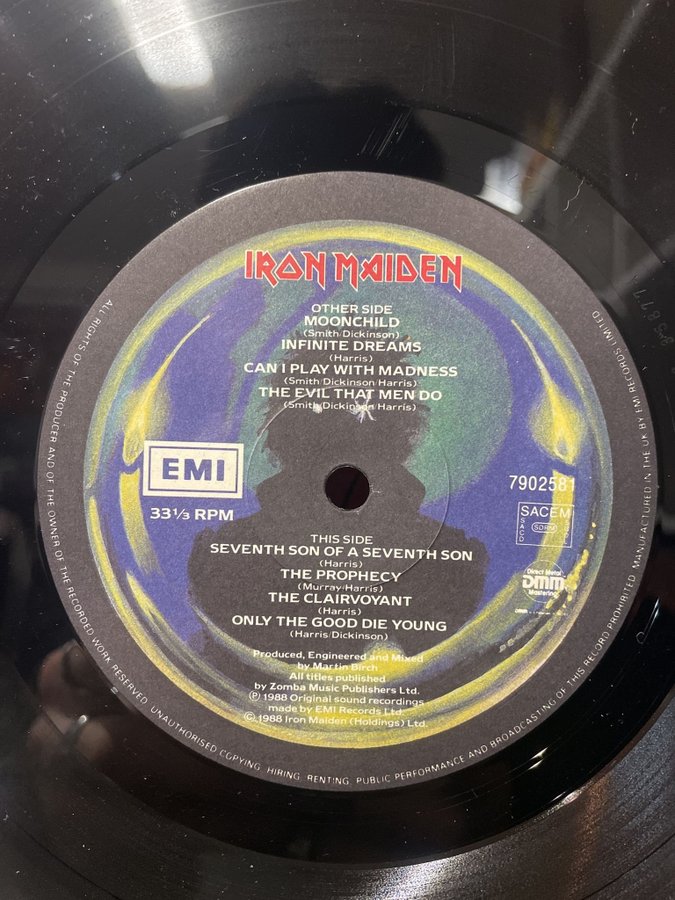 IRON MAIDEN
OTHER SIDE
MOONCHILD
(Smith/Dickinson)
INFINITE DREAMS
(Harris)
CAN I PLAY WITH MADNESS
(Smith/Dickinson/Harris)
THE EVIL THAT MEN DO
(Smith/Dickinson/Harris)
EMI
33 1/3 RPM
7902581
SACEM
SACD
SDRM
THIS SIDE
SEVENTH SON OF A SEVENTH SON
(Harris)
THE PROPHECY
(Murray/Harris)
THE CLAIRVOYANT
(Harris)
ONLY THE GOOD DIE YOUNG
(Harris/Dickinson)
Direct Metal
DMM
Mastering
Produced, Engineered and Mixed
by Martin Birch
All titles published
by Zomba Music Publishers Ltd.
Ⓟ 1988 Original sound recordings
made by EMI Records Ltd.
© 1988 Iron Maiden (Holdings) Ltd.
ALL RIGHTS OF THE PRODUCER AND OF THE OWNER OF THE RECORDED WORK RESERVED. UNAUTHORISED COPYING, HIRING, RENTING, PUBLIC PERFORMANCE AND BROADCASTING OF THIS RECORD PROHIBITED. MANUFACTURED IN THE UK BY EMI RECORDS LIMITED.